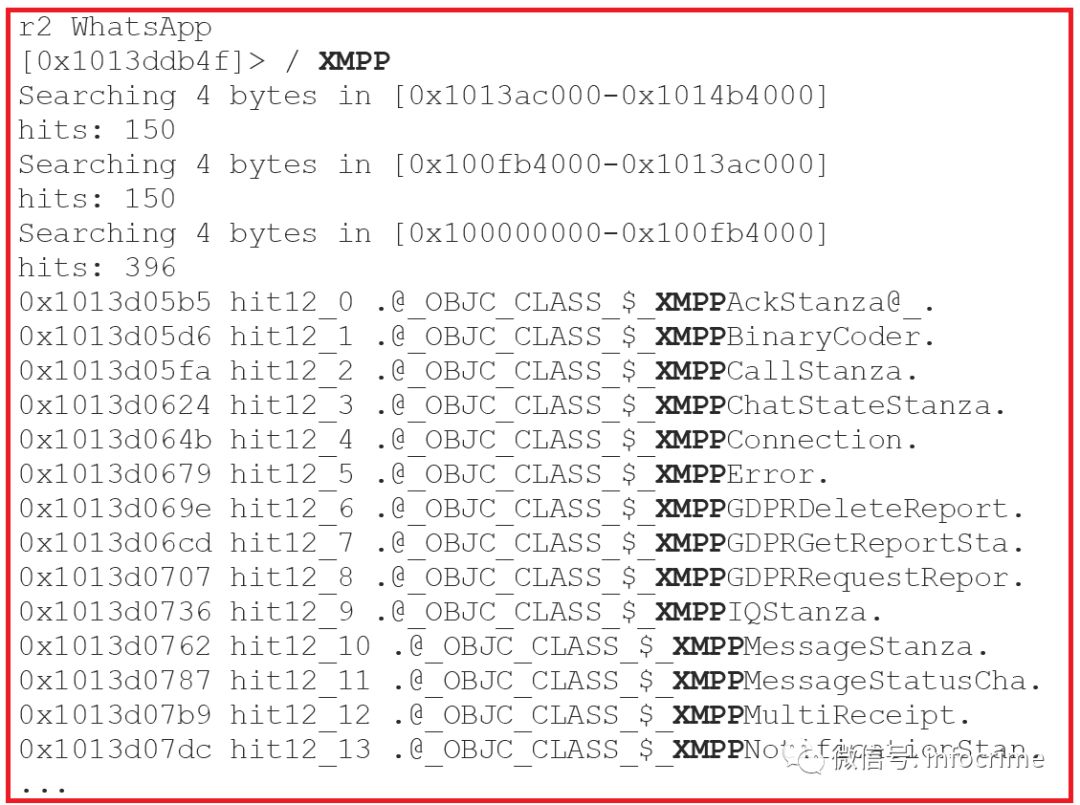 r2 WhatsApp
[0x1013ddb4f]> / XMPP
Searching 4 bytes in [0x1013ac000-0x1014b4000]
hits: 150
Searching 4 bytes in [0x100fb4000-0x1013ac000]
hits: 150
Searching 4 bytes in [0x100000000-0x100fb4000]
hits: 396
0x1013d05b5 hit12_0 .@_OBJC_CLASS_$_XMPPAckStanza@_.
0x1013d05d6 hit12_1 .@_OBJC_CLASS_$_XMPPBinaryCoder.
0x1013d05fa hit12_2 .@_OBJC_CLASS_$_XMPPCallStanza.
0x1013d0624 hit12_3 .@_OBJC_CLASS_$_XMPPChatStateStanza.
0x1013d064b hit12_4 .@_OBJC_CLASS_$_XMPPConnection.
0x1013d0679 hit12_5 .@_OBJC_CLASS_$_XMPPError.
0x1013d069e hit12_6 .@_OBJC_CLASS_$_XMPPGDPRDeleteReport.
0x1013d06cd hit12_7 .@_OBJC_CLASS_$_XMPPGDPRGetReportSta.
0x1013d0707 hit12_8 .@_OBJC_CLASS_$_XMPPGDPRRequestRepor.
0x1013d0736 hit12_9 .@_OBJC_CLASS_$_XMPPIQStanza.
0x1013d0762 hit12_10 .@_OBJC_CLASS_$_XMPPMessageStanza.
0x1013d0787 hit12_11 .@_OBJC_CLASS_$_XMPPMessageStatusCha.
0x1013d07b9 hit12_12 .@_OBJC_CLASS_$_XMPPMultiReceipt.
0x1013d07dc hit12_13 .@_OBJC_CLASS_$_XMPPNotificationStan.
微信号: infocrime
...